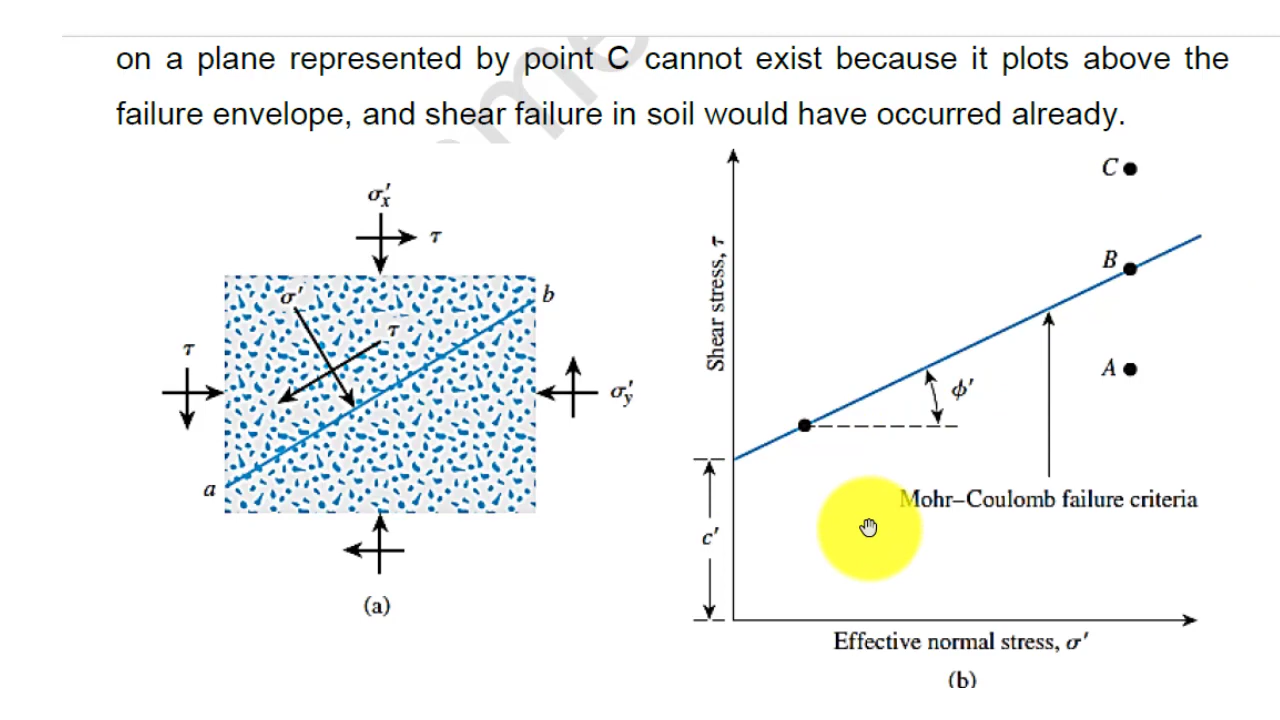 on a plane represented by point C cannot exist because it plots above the
failure envelope, and shear failure in soil would have occurred already.
σ′x
τ
σ′
b
τ
τ
σ′y
a
(a)
C
B
A
Shear stress, τ
ϕ′
Mohr–Coulomb failure criteria
c′
Effective normal stress, σ′
(b)